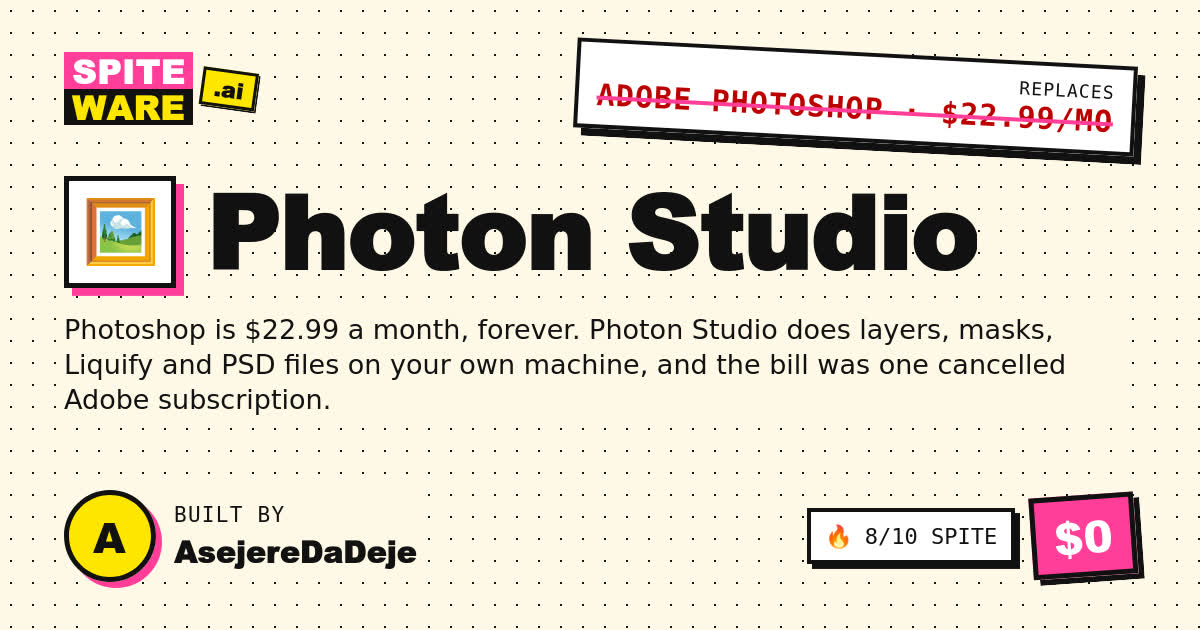 SPITE
WARE
.ai
REPLACES
ADOBE PHOTOSHOP · $22.99/MO
Photon Studio
Photoshop is $22.99 a month, forever. Photon Studio does layers, masks,
Liquify and PSD files on your own machine, and the bill was one cancelled
Adobe subscription.
A
BUILT BY
AsejereDaDeje
8/10 SPITE
$0